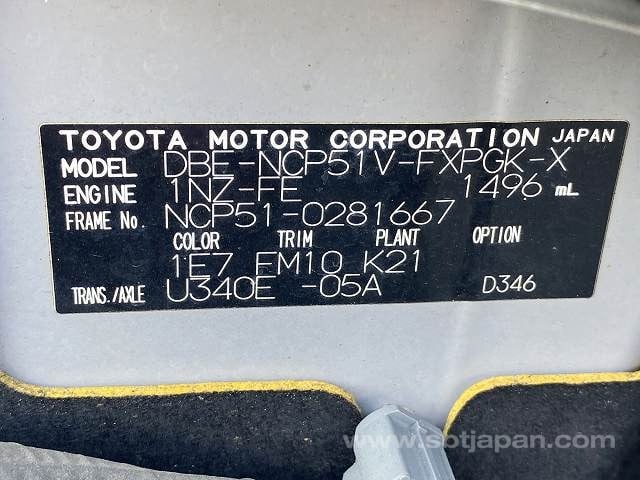 TOYOTA MOTOR CORPORATION JAPAN
MODEL DBE-NCP51V-FXPGK-X
ENGINE 1NZ-FE 1496 mL
FRAME No. NCP51-0281667
COLOR TRIM PLANT OPTION
1E7 FM10 K21
TRANS./AXLE U340E -05A D346
www.sbtjapan.com